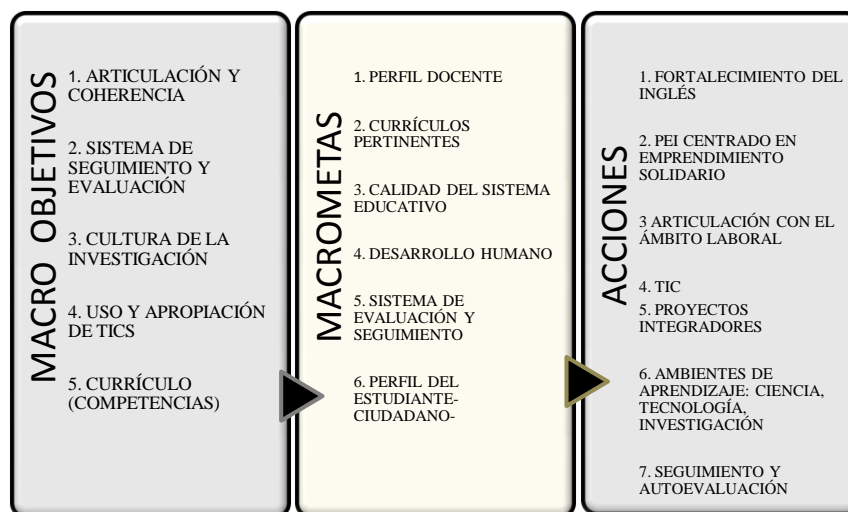 MACRO OBJETIVOS
1. ARTICULACIÓN Y
COHERENCIA
2. SISTEMA DE
SEGUIMIENTO Y
EVALUACIÓN
3. CULTURA DE LA
INVESTIGACIÓN
4. USO Y APROPIACIÓN
DE TICS
5. CURRÍCULO
(COMPETENCIAS)
MACROMETAS
1. PERFIL DOCENTE
2. CURRÍCULOS
PERTINENTES
3. CALIDAD DEL SISTEMA
EDUCATIVO
4. DESARROLLO HUMANO
5. SISTEMA DE
EVALUACIÓN Y
SEGUIMIENTO
6. PERFIL DEL
ESTUDIANTE-
CIUDADANO-
ACCIONES
1. FORTALECIMIENTO DEL
INGLÉS
2. PEI CENTRADO EN
EMPRENDIMIENTO
SOLIDARIO
3 ARTICULACIÓN CON EL
ÁMBITO LABORAL
4. TIC
5. PROYECTOS
INTEGRADORES
6. AMBIENTES DE
APRENDIZAJE: CIENCIA,
TECNOLOGÍA,
INVESTIGACIÓN
7. SEGUIMIENTO Y
AUTOEVALUACIÓN